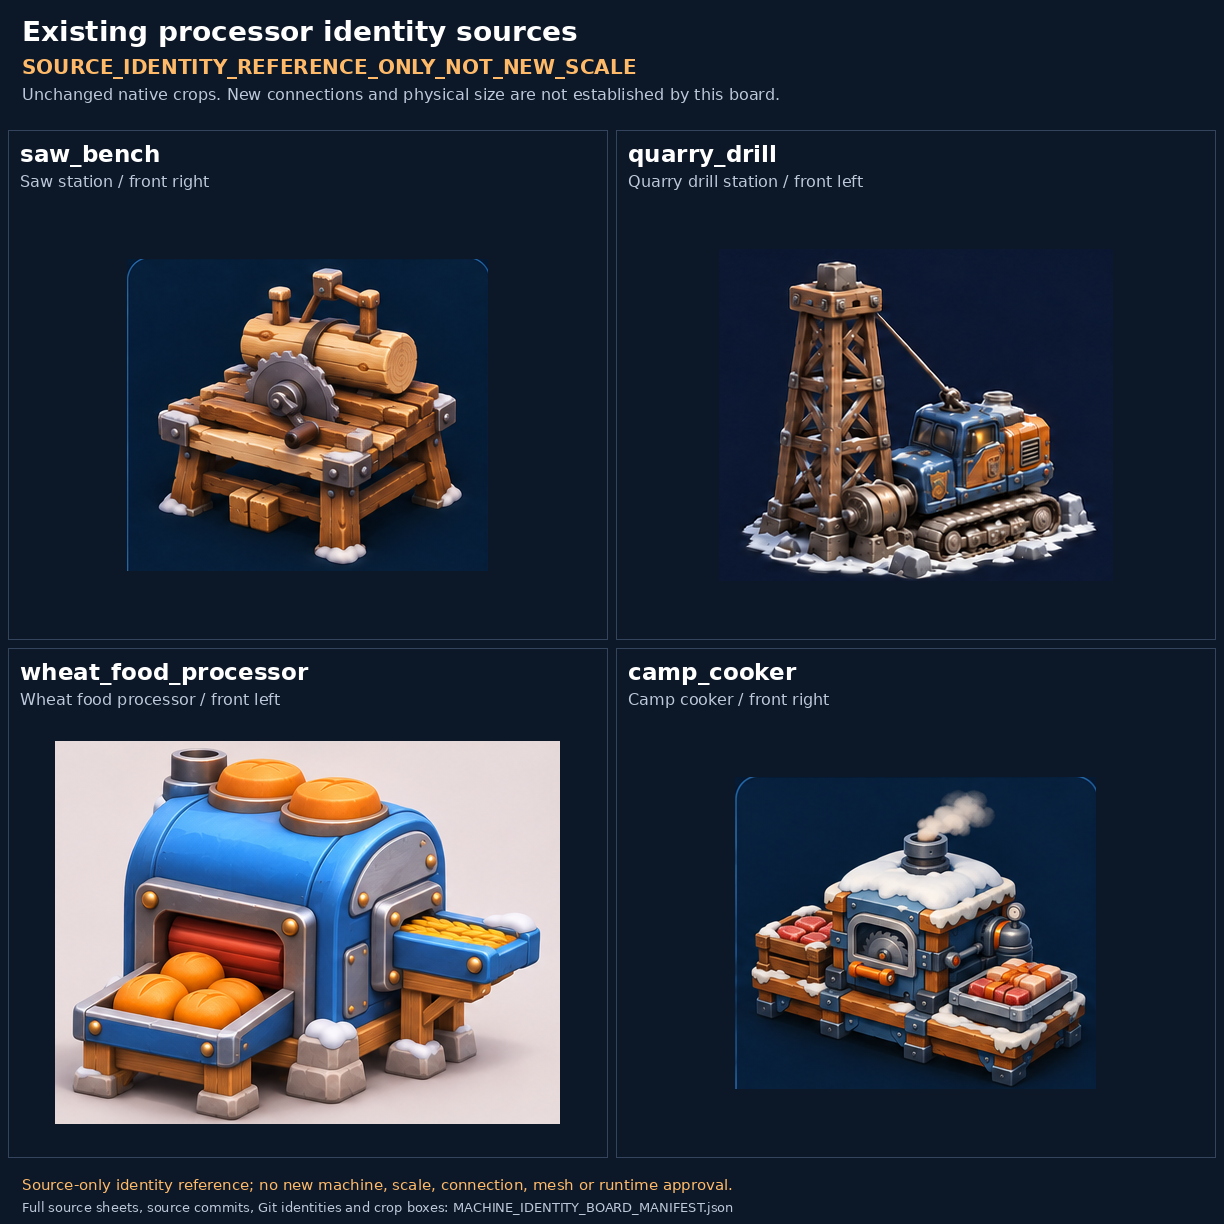 Existing processor identity sources
SOURCE_IDENTITY_REFERENCE_ONLY_NOT_NEW_SCALE
Unchanged native crops. New connections and physical size are not established by this board.
saw_bench
Saw station / front right
quarry_drill
Quarry drill station / front left
wheat_food_processor
Wheat food processor / front left
camp_cooker
Camp cooker / front right
Source-only identity reference; no new machine, scale, connection, mesh or runtime approval.
Full source sheets, source commits, Git identities and crop boxes: MACHINE_IDENTITY_BOARD_MANIFEST.json